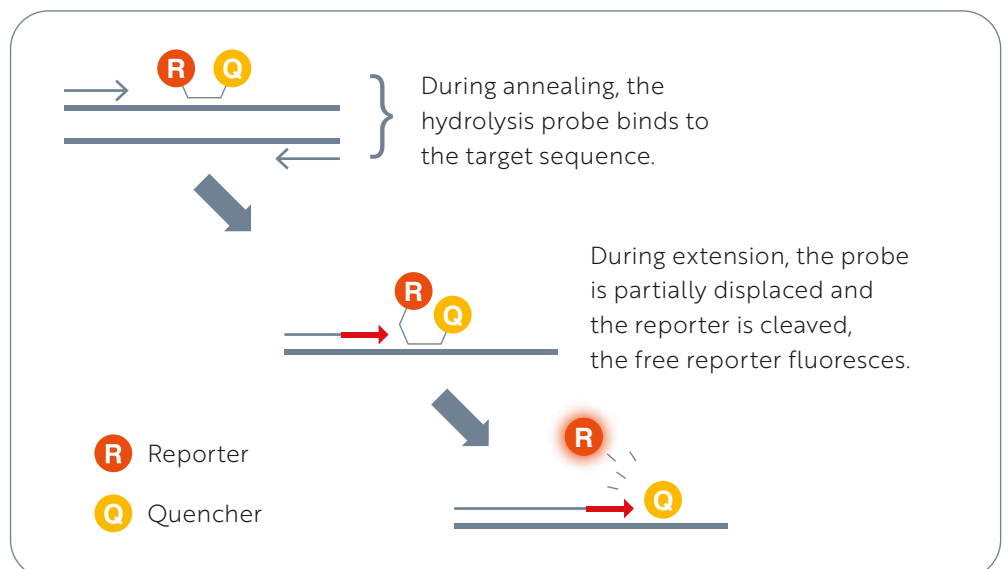 R Q
During annealing, the
hydrolysis probe binds to
the target sequence.
During extension, the probe
is partially displaced and
the reporter is cleaved,
the free reporter fluoresces.
R
Q
R
R Reporter
Q
Q Quencher